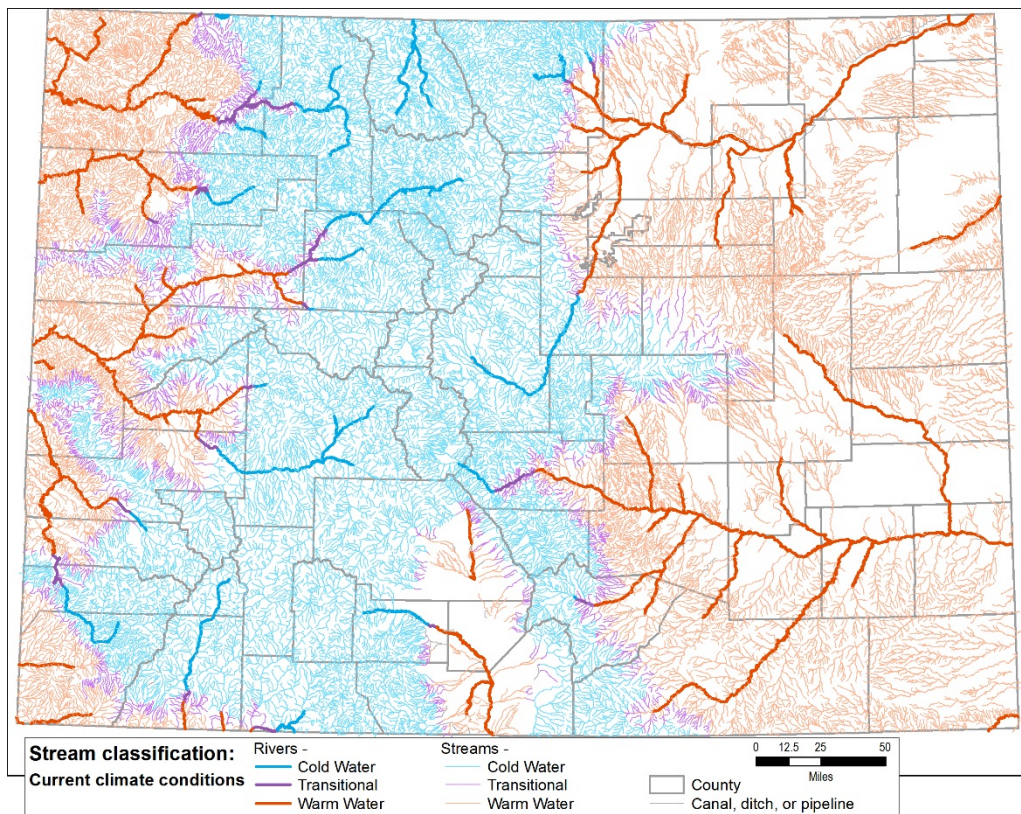 Stream classification:
Current climate conditions
Rivers -
Cold Water
Transitional
Warm Water
Streams -
Cold Water
Transitional
Warm Water
County
Canal, ditch, or pipeline
0 12.5 25 50
Miles